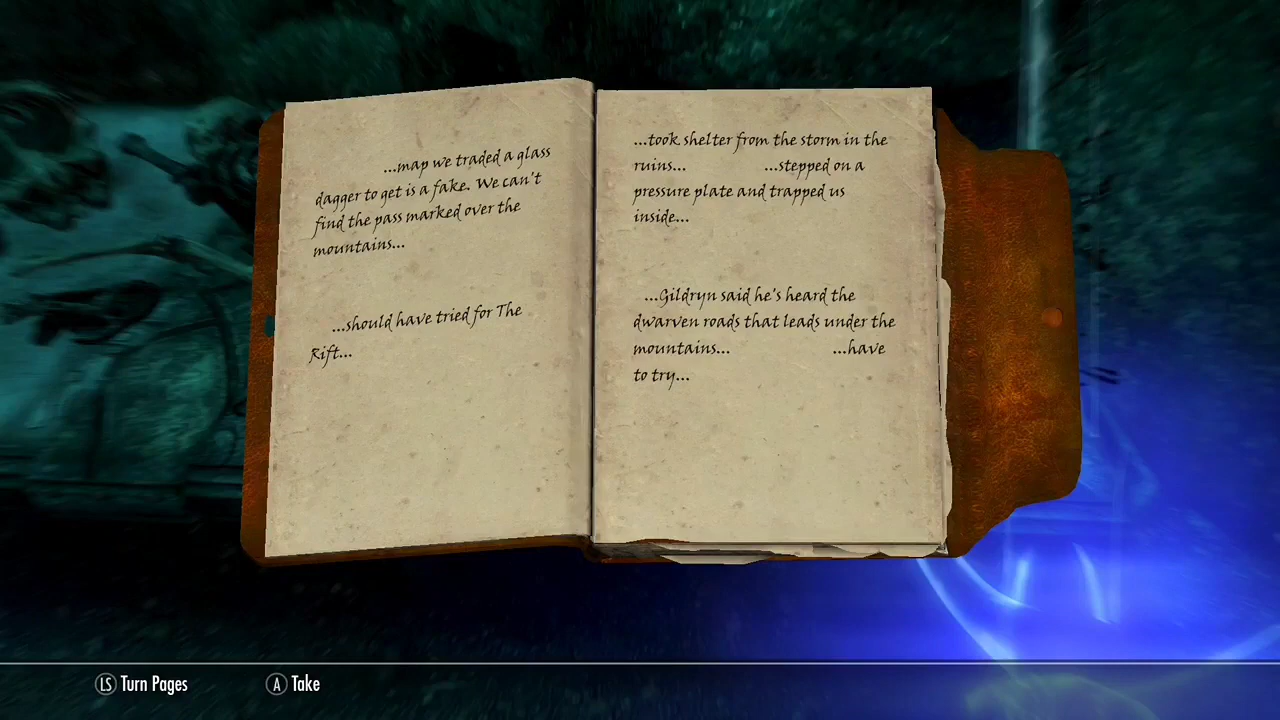 ...map we traded a glass
dagger to get is a fake. We can't
find the pass marked over the
mountains...
...should have tried for The
Rift...
...took shelter from the storm in the
ruins... ...stepped on a
pressure plate and trapped us
inside...
...Gildryn said he's heard the
dwarven roads that leads under the
mountains... ...have
to try...
LS Turn Pages A Take